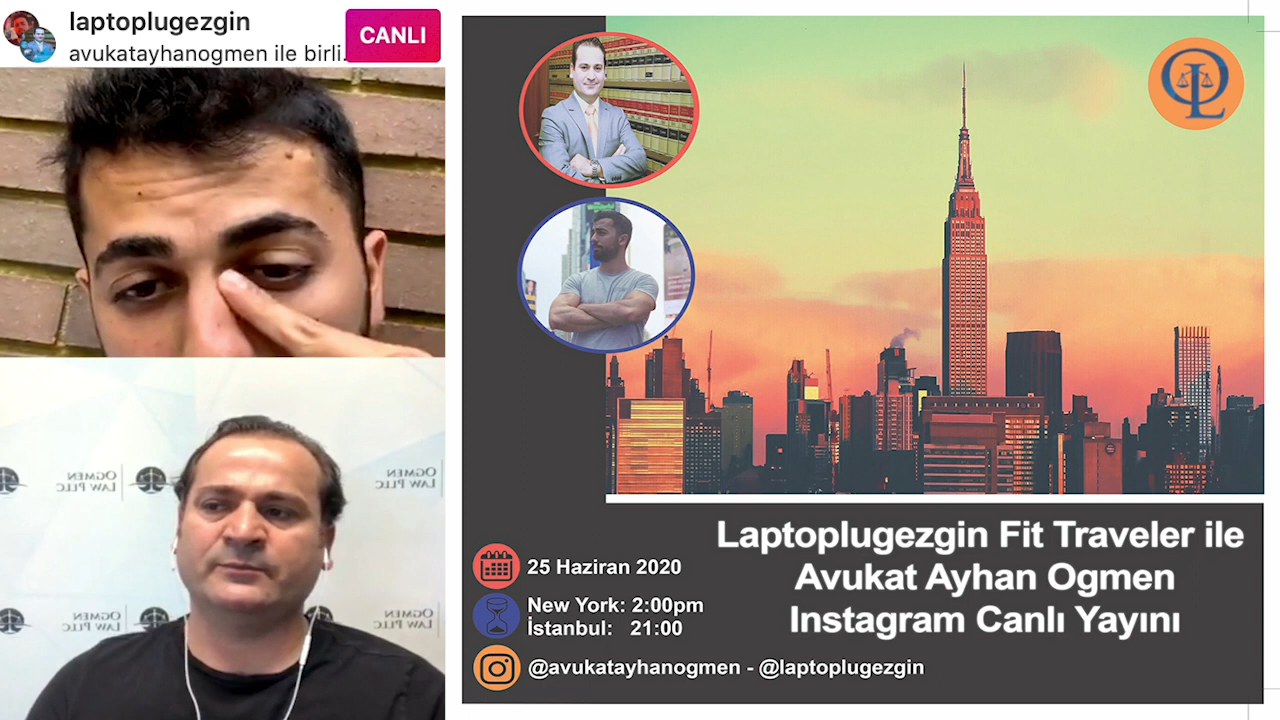 laptoplugezgin
avukatayhanogmen ile birli.
CANLI
OGMEN
LAW PLLC
OGMEN
LAW PLLC
OGMEN
LAW PLLC
OGMEN
LAW PLLC
OL
Laptoplugezgin Fit Traveler ile
Avukat Ayhan Ogmen
Instagram Canlı Yayını
25 Haziran 2020
New York: 2:00pm
İstanbul: 21:00
@avukatayhanogmen - @laptoplugezgin